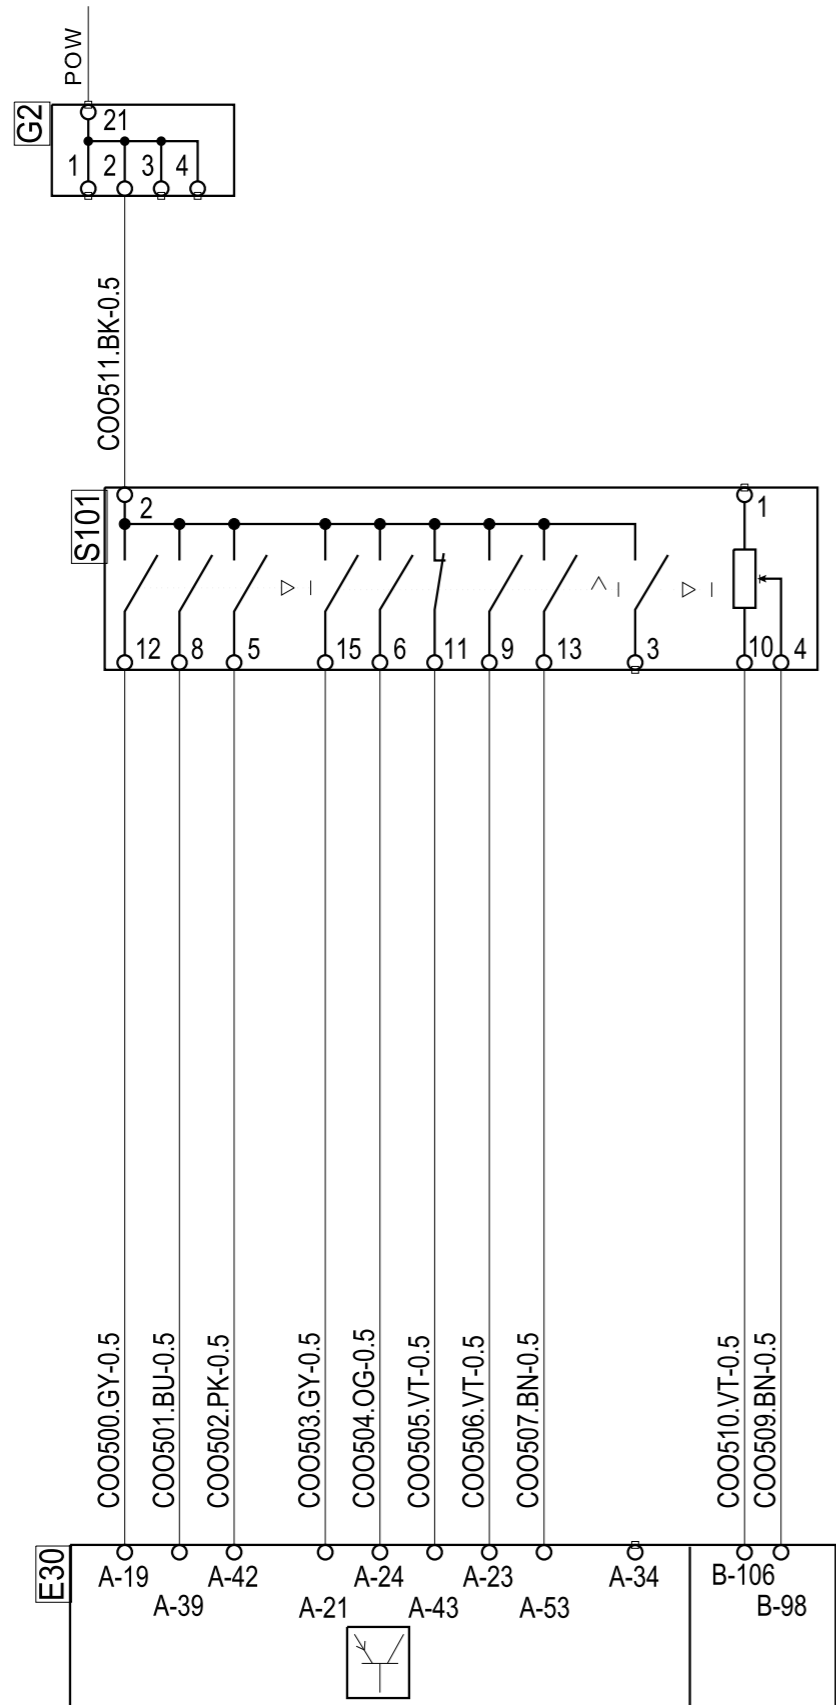 POW
G2
21
1 2 3 4
COO511.BK-0.5
S101
2 1
12 8 5 15 6 11 9 13 3 10 4
COO500.GY-0.5
COO501.BU-0.5
COO502.PK-0.5
COO503.GY-0.5
COO504.OG-0.5
COO505.VT-0.5
COO506.VT-0.5
COO507.BN-0.5
COO510.VT-0.5
COO509.BN-0.5
E30
A-19 A-42 A-24 A-23 A-34 B-106
A-39 A-21 A-43 A-53 B-98